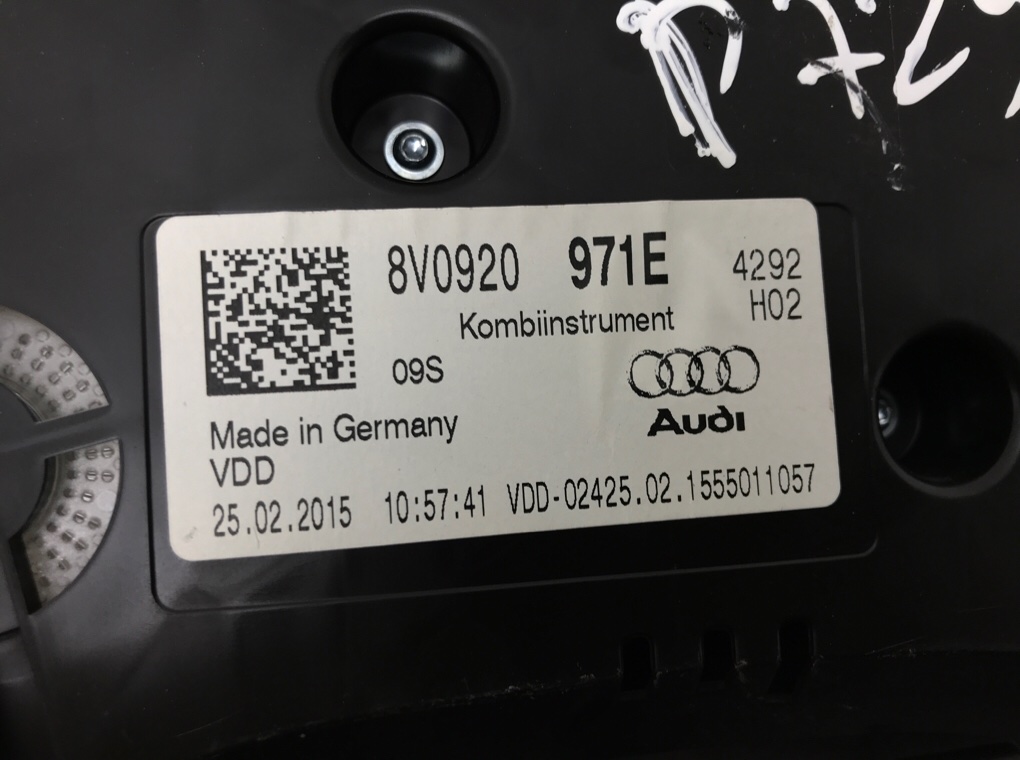 8V0920 971E 4292
H02
Kombiinstrument
09S
Audi
Made in Germany
VDD
25.02.2015 10:57:41 VDD-02425.02.1555011057